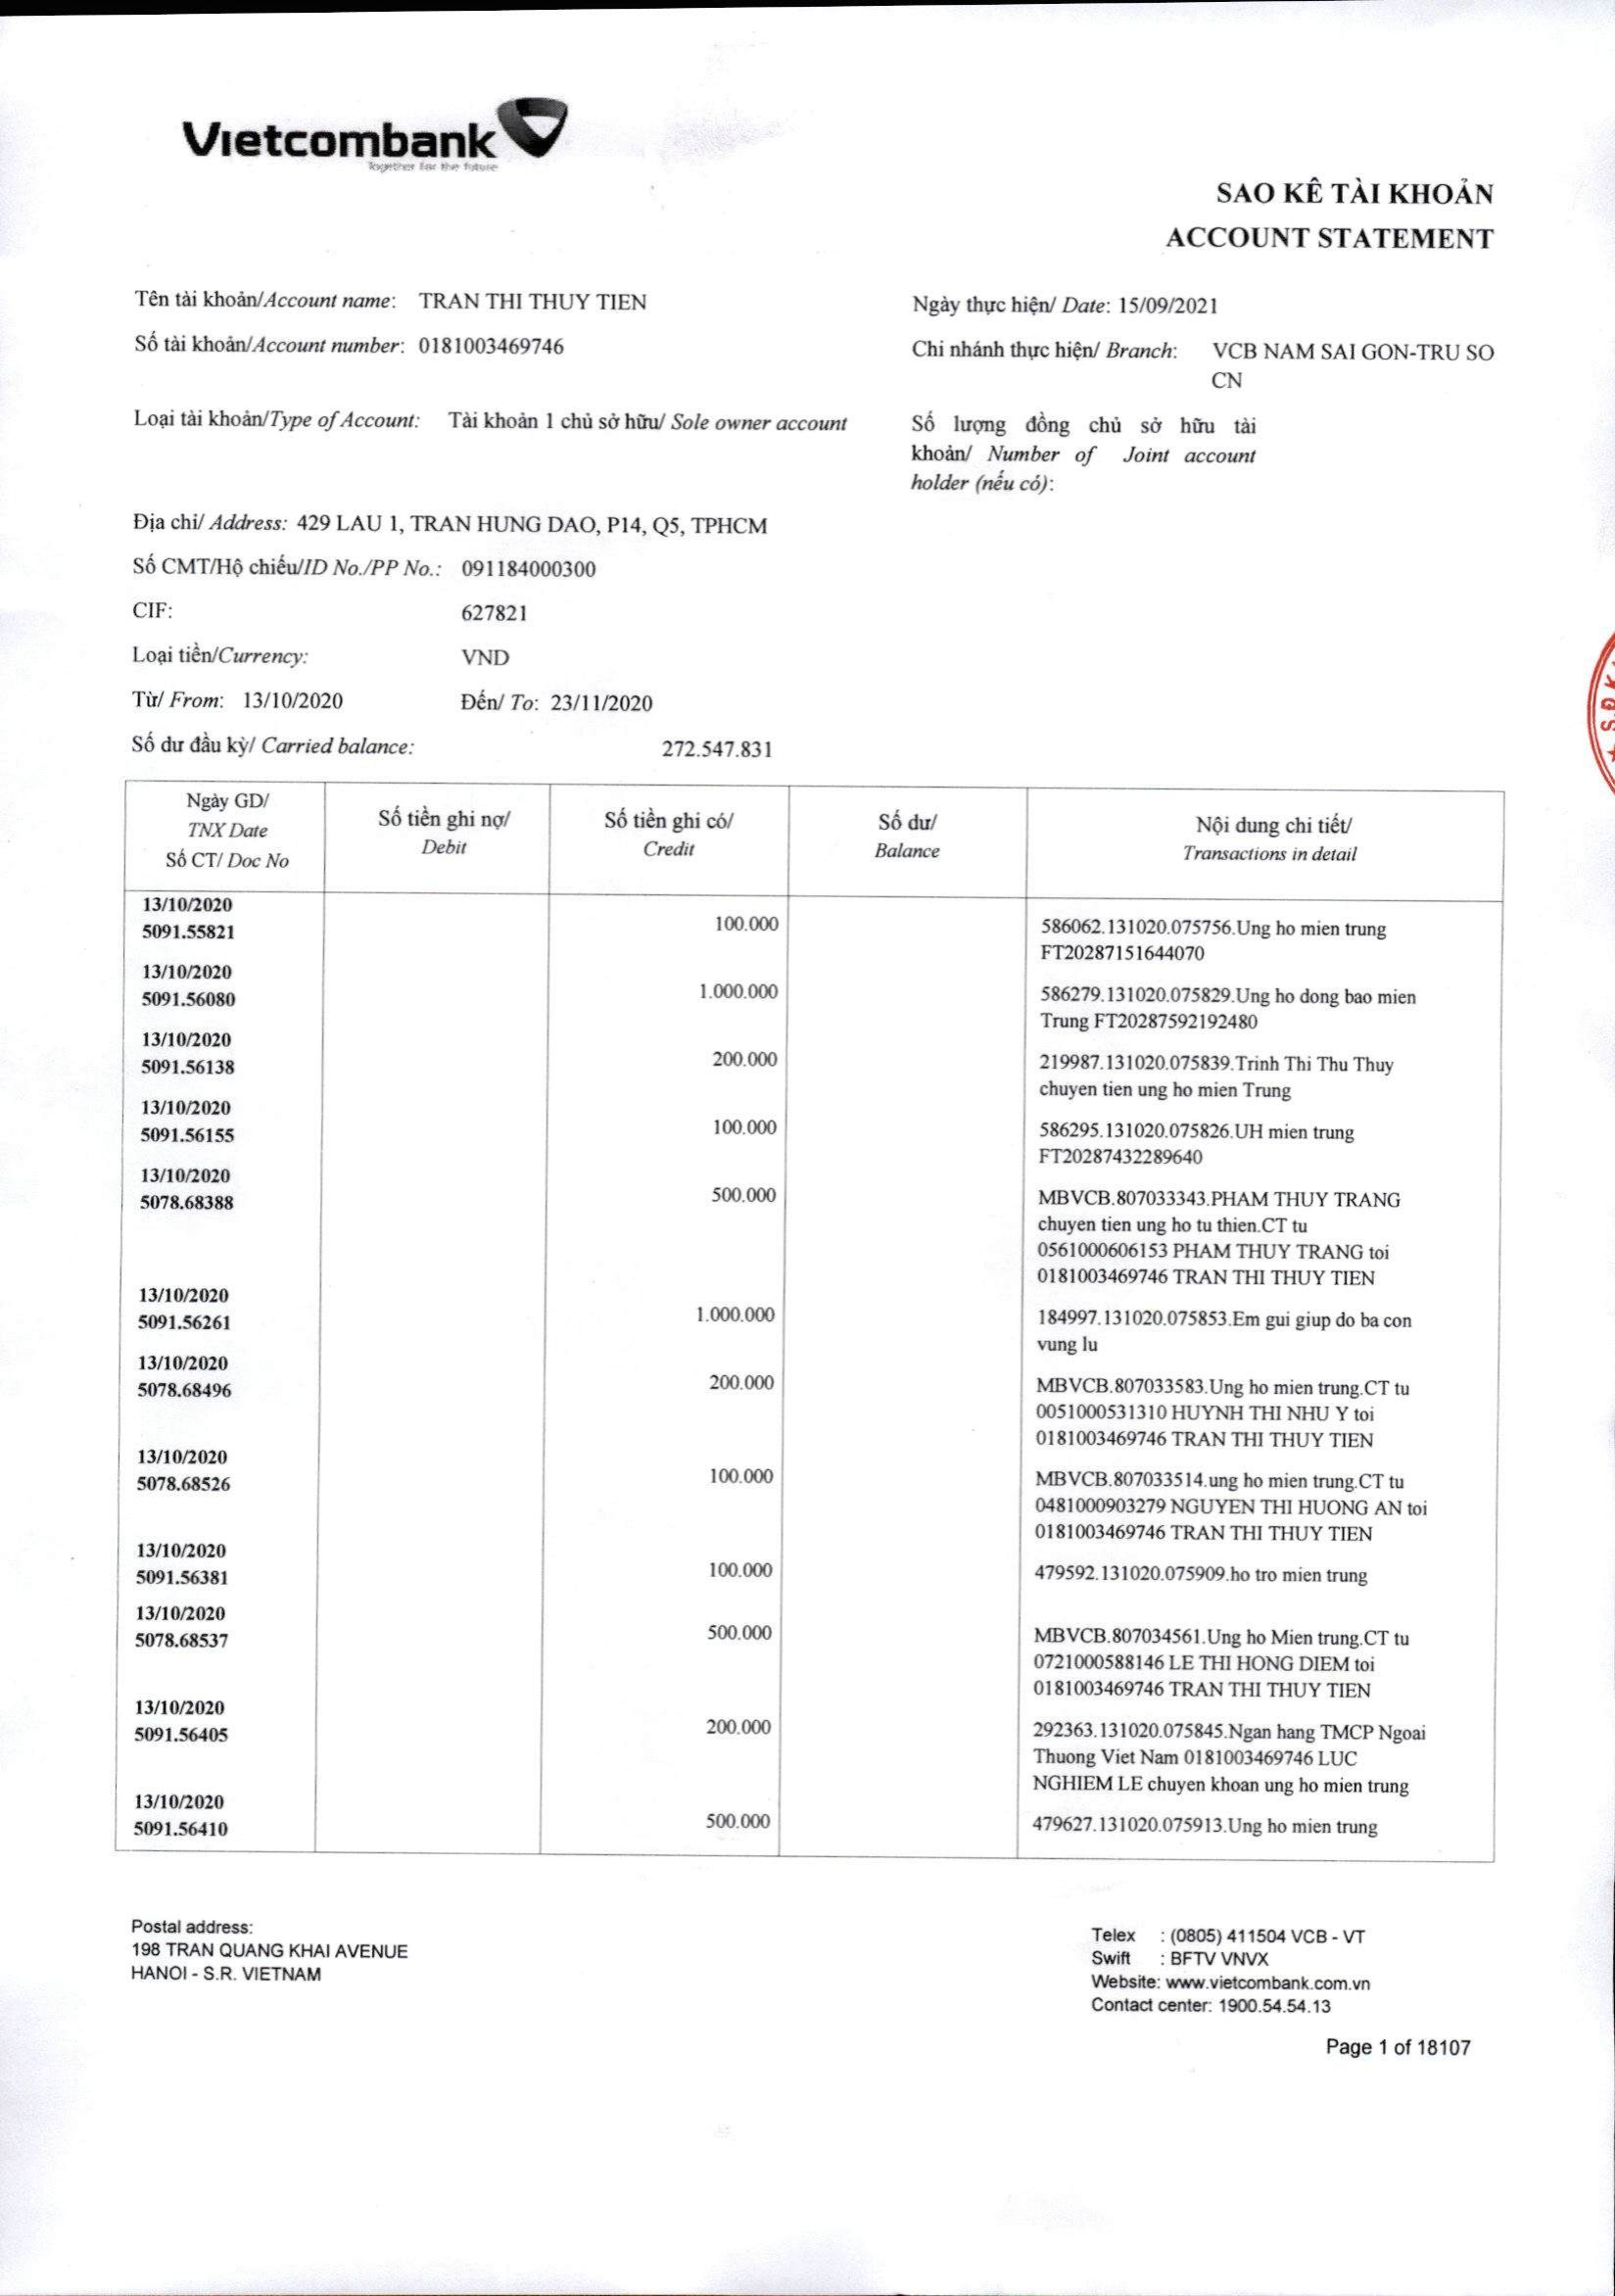 Vietcombank
Together for the future
SAO KÊ TÀI KHOẢN
ACCOUNT STATEMENT
Tên tài khoản/Account name: TRAN THI THUY TIEN
Ngày thực hiện/ Date: 15/09/2021
Số tài khoản/Account number: 0181003469746
Chi nhánh thực hiện/ Branch: VCB NAM SAI GON-TRU SO
CN
Loại tài khoản/Type of Account: Tài khoản 1 chủ sở hữu/ Sole owner account
Số lượng đồng chủ sở hữu tài
khoản/ Number of Joint account
holder (nếu có):
Địa chỉ/ Address: 429 LAU 1, TRAN HUNG DAO, P14, Q5, TPHCM
Số CMT/Hộ chiếu/ID No./PP No.: 091184000300
CIF: 627821
Loại tiền/Currency: VND
Từ/ From: 13/10/2020 Đến/ To: 23/11/2020
Số dư đầu kỳ/ Carried balance: 272.547.831
Ngày GD/
TNX Date
Số CT/ Doc No
Số tiền ghi nợ/
Debit
Số tiền ghi có/
Credit
Số dư/
Balance
Nội dung chi tiết/
Transactions in detail
13/10/2020
5091.55821
100.000
586062.131020.075756.Ung ho mien trung
FT20287151644070
13/10/2020
5091.56080
1.000.000
586279.131020.075829.Ung ho dong bao mien
Trung FT20287592192480
13/10/2020
5091.56138
200.000
219987.131020.075839.Trinh Thi Thu Thuy
chuyen tien ung ho mien Trung
13/10/2020
5091.56155
100.000
586295.131020.075826.UH mien trung
FT20287432289640
13/10/2020
5078.68388
500.000
MBVCB.807033343.PHAM THUY TRANG
chuyen tien ung ho tu thien.CT tu
0561000606153 PHAM THUY TRANG toi
0181003469746 TRAN THI THUY TIEN
13/10/2020
5091.56261
1.000.000
184997.131020.075853.Em gui giup do ba con
vung lu
13/10/2020
5078.68496
200.000
MBVCB.807033583.Ung ho mien trung.CT tu
0051000531310 HUYNH THI NHU Y toi
0181003469746 TRAN THI THUY TIEN
13/10/2020
5078.68526
100.000
MBVCB.807033514.ung ho mien trung.CT tu
0481000903279 NGUYEN THI HUONG AN toi
0181003469746 TRAN THI THUY TIEN
13/10/2020
5091.56381
100.000
479592.131020.075909.ho tro mien trung
13/10/2020
5078.68537
500.000
MBVCB.807034561.Ung ho Mien trung.CT tu
0721000588146 LE THI HONG DIEM toi
0181003469746 TRAN THI THUY TIEN
13/10/2020
5091.56405
200.000
292363.131020.075845.Ngan hang TMCP Ngoai
Thuong Viet Nam 0181003469746 LUC
NGHIEM LE chuyen khoan ung ho mien trung
13/10/2020
5091.56410
500.000
479627.131020.075913.Ung ho mien trung
Postal address:
198 TRAN QUANG KHAI AVENUE
HANOI - S.R. VIETNAM
Telex : (0805) 411504 VCB - VT
Swift : BFTV VNVX
Website: www.vietcombank.com.vn
Contact center: 1900.54.54.13
Page 1 of 18107